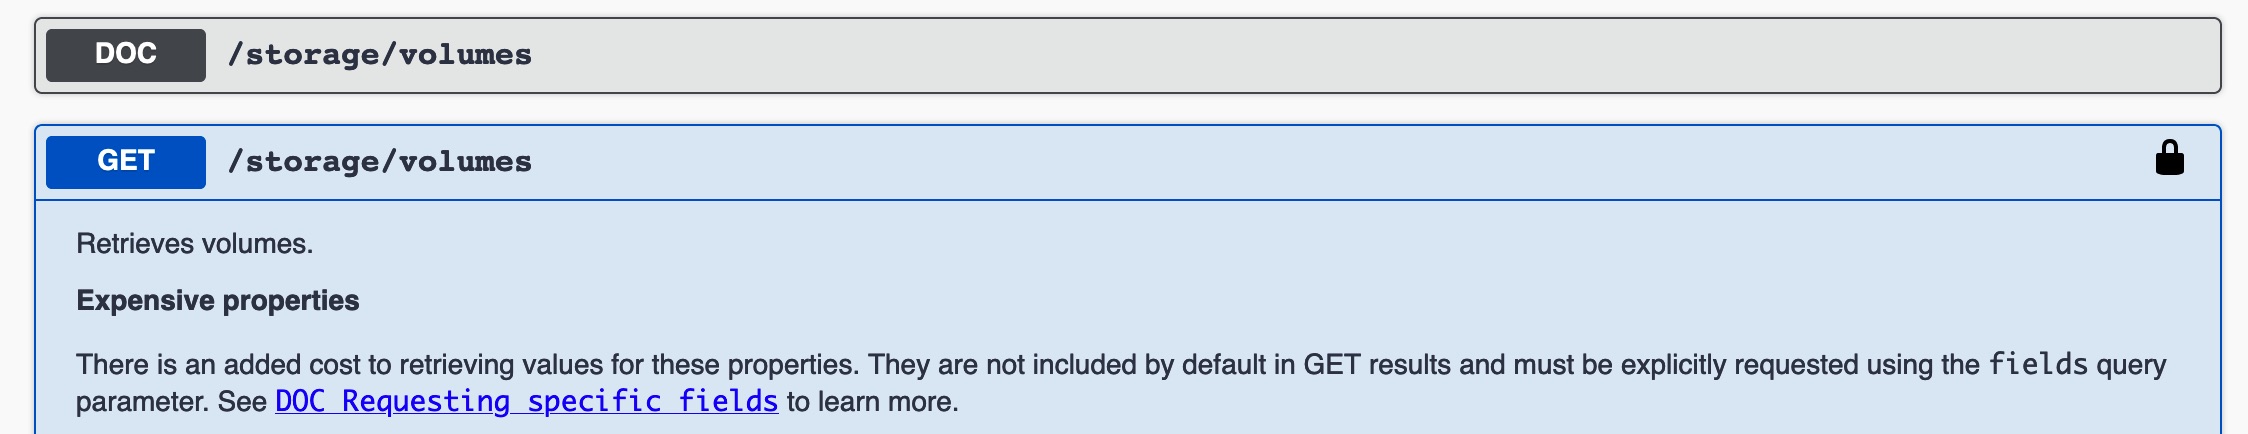 DOC /storage/volumes
GET /storage/volumes
Retrieves volumes.
Expensive properties
There is an added cost to retrieving values for these properties. They are not included by default in GET results and must be explicitly requested using the fields query
parameter. See DOC Requesting specific fields to learn more.